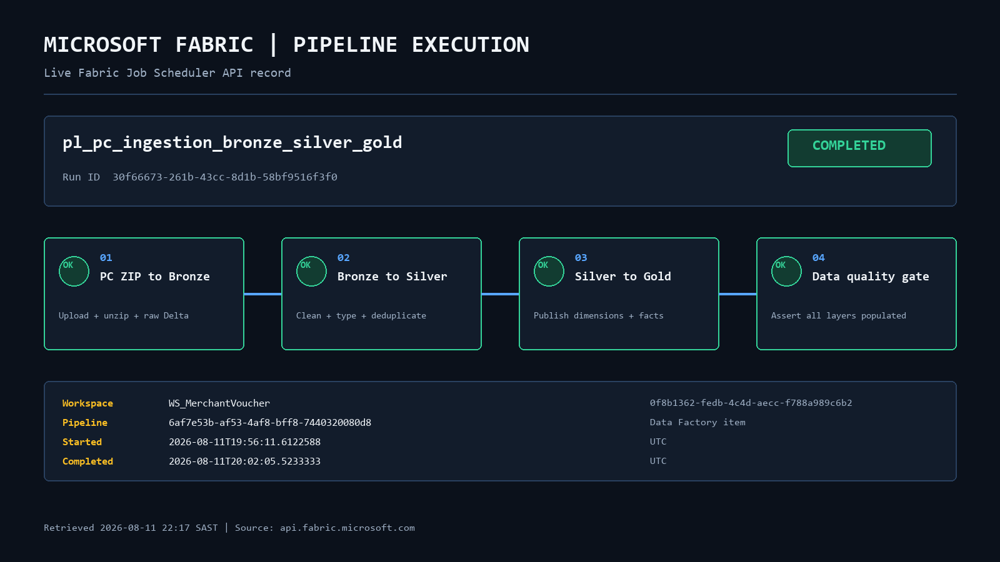 MICROSOFT FABRIC | PIPELINE EXECUTION
Live Fabric Job Scheduler API record
pl_pc_ingestion_bronze_silver_gold
COMPLETED
Run ID 30f66673-261b-43cc-8d1b-58bf9516f3f0
OK
01
PC ZIP to Bronze
Upload + unzip + raw Delta
OK
02
Bronze to Silver
Clean + type + deduplicate
OK
03
Silver to Gold
Publish dimensions + facts
OK
04
Data quality gate
Assert all layers populated
Workspace WS_MerchantVoucher 0f8b1362-fedb-4c4d-aecc-f788a989c6b2
Pipeline 6af7e53b-af53-4af8-bff8-7440320080d8 Data Factory item
Started 2026-08-11T19:56:11.6122588 UTC
Completed 2026-08-11T20:02:05.5233333 UTC
Retrieved 2026-08-11 22:17 SAST | Source: api.fabric.microsoft.com